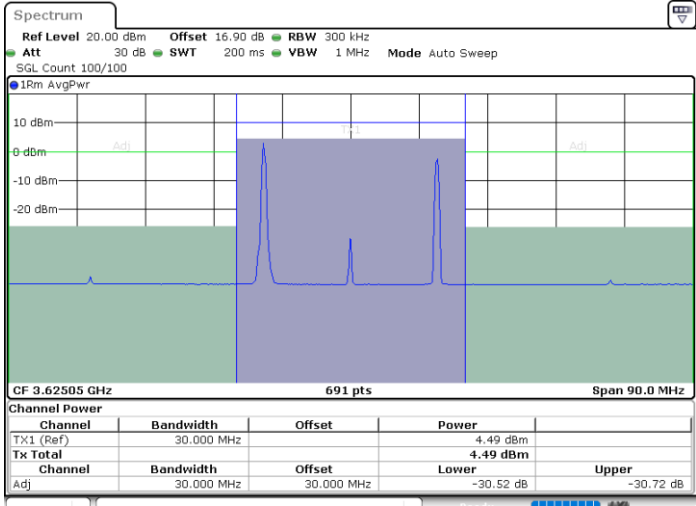 Spectrum
Ref Level 20.00 dBm Offset 16.90 dB RBW 300 kHz
Att 30 dB SWT 200 ms VBW 1 MHz Mode Auto Sweep
SGL Count 100/100
1Rm AvgPwr
10 dBm
TX1
Adj
Adj
0 dBm
-10 dBm
-20 dBm
CF 3.62505 GHz 691 pts Span 90.0 MHz
Channel Power
Channel Bandwidth Offset Power
TX1 (Ref) 30.000 MHz 4.49 dBm
Tx Total 4.49 dBm
Channel Bandwidth Offset Lower Upper
Adj 30.000 MHz 30.000 MHz -30.52 dB -30.72 dB